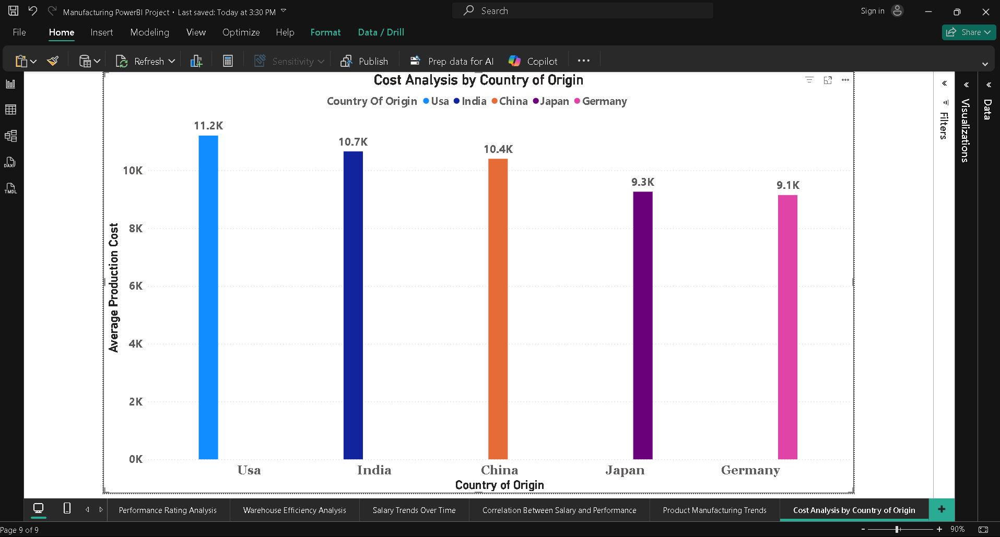 Manufacturing PowerBI Project • Last saved: Today at 3:30 PM
Search
Sign in
File Home Insert Modeling View Optimize Help Format Data / Drill
Share
Refresh Sensitivity Publish Prep data for AI Copilot
Cost Analysis by Country of Origin
Country Of Origin Usa India China Japan Germany
11.2K
10.7K
10.4K
9.3K
9.1K
10K
8K
6K
4K
2K
0K
Average Production Cost
Usa India China Japan Germany
Country of Origin
Filters
Visualizations
Data
DAX
TMDL
Performance Rating Analysis Warehouse Efficiency Analysis Salary Trends Over Time Correlation Between Salary and Performance Product Manufacturing Trends Cost Analysis by Country of Origin +
Page 9 of 9
- + 90%